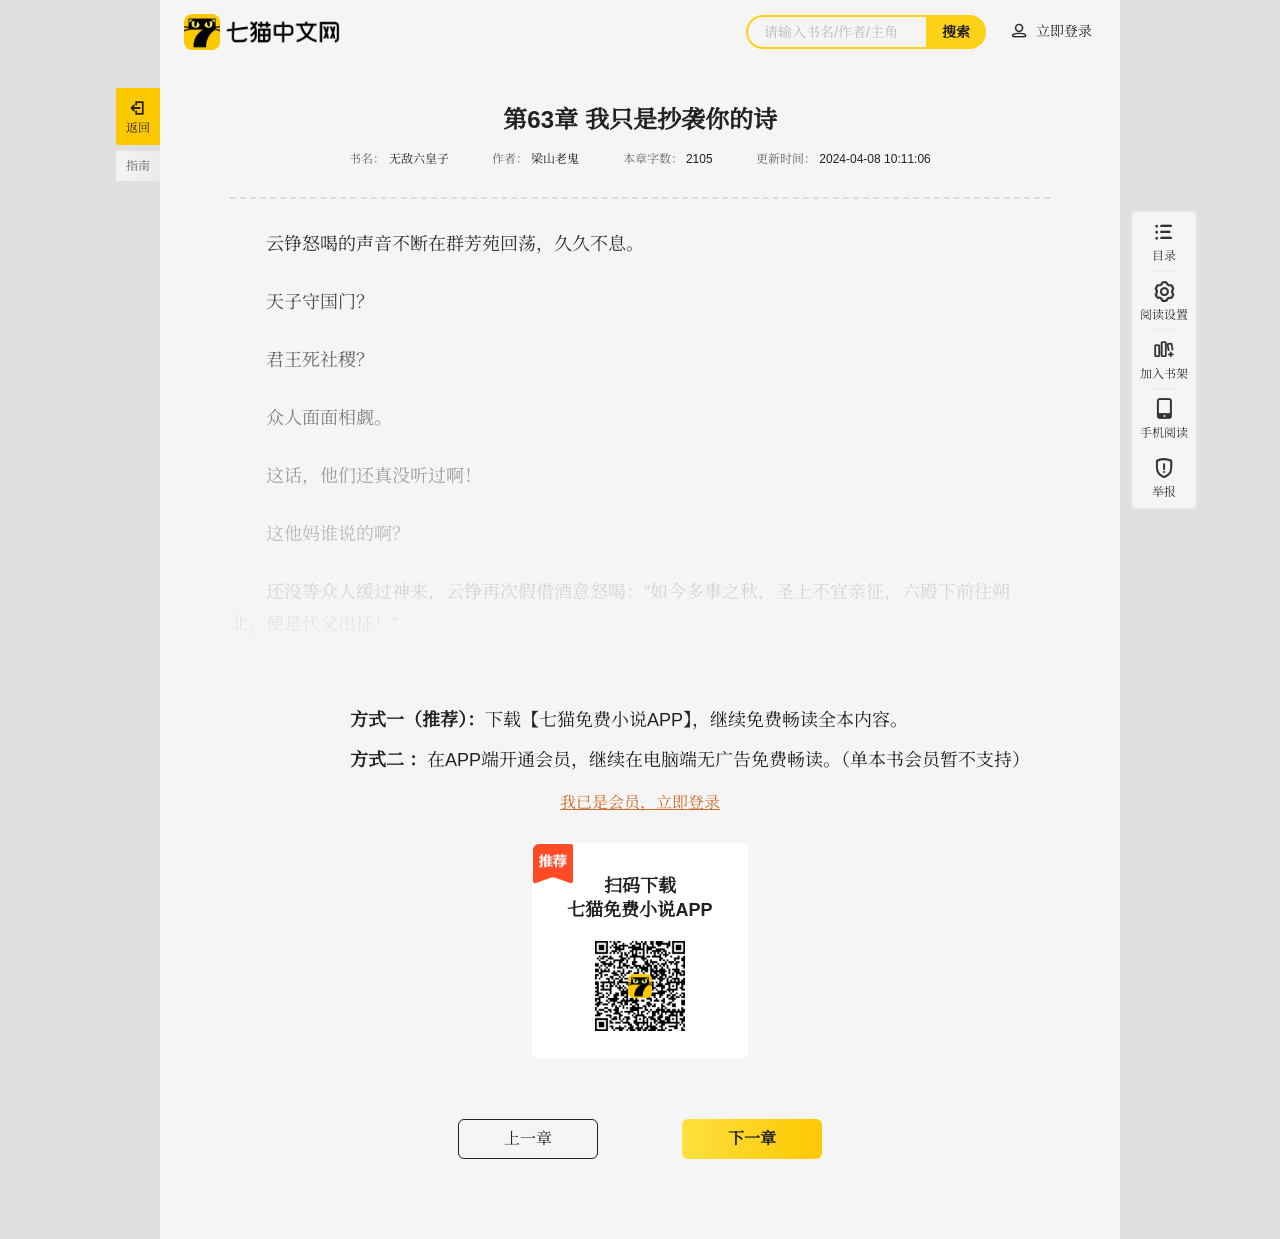 七猫中文网
请输入书名/作者/主角
搜索
立即登录
返回
指南
第63章 我只是抄袭你的诗
书名： 无敌六皇子 作者： 梁山老鬼 本章字数： 2105 更新时间： 2024-04-08 10:11:06
云铮怒喝的声音不断在群芳苑回荡，久久不息。
天子守国门？
君王死社稷？
众人面面相觑。
这话，他们还真没听过啊！
这他妈谁说的啊？
还没等众人缓过神来，云铮再次假借酒意怒喝：“如今多事之秋，圣上不宜亲征，六殿下前往朔
北，便是代父出征！”
目录
阅读设置
加入书架
手机阅读
举报
方式一（推荐）：下载【七猫免费小说APP】，继续免费畅读全本内容。
方式二 ：在APP端开通会员，继续在电脑端无广告免费畅读。（单本书会员暂不支持）
我已是会员，立即登录
推荐
扫码下载
七猫免费小说APP
上一章
下一章